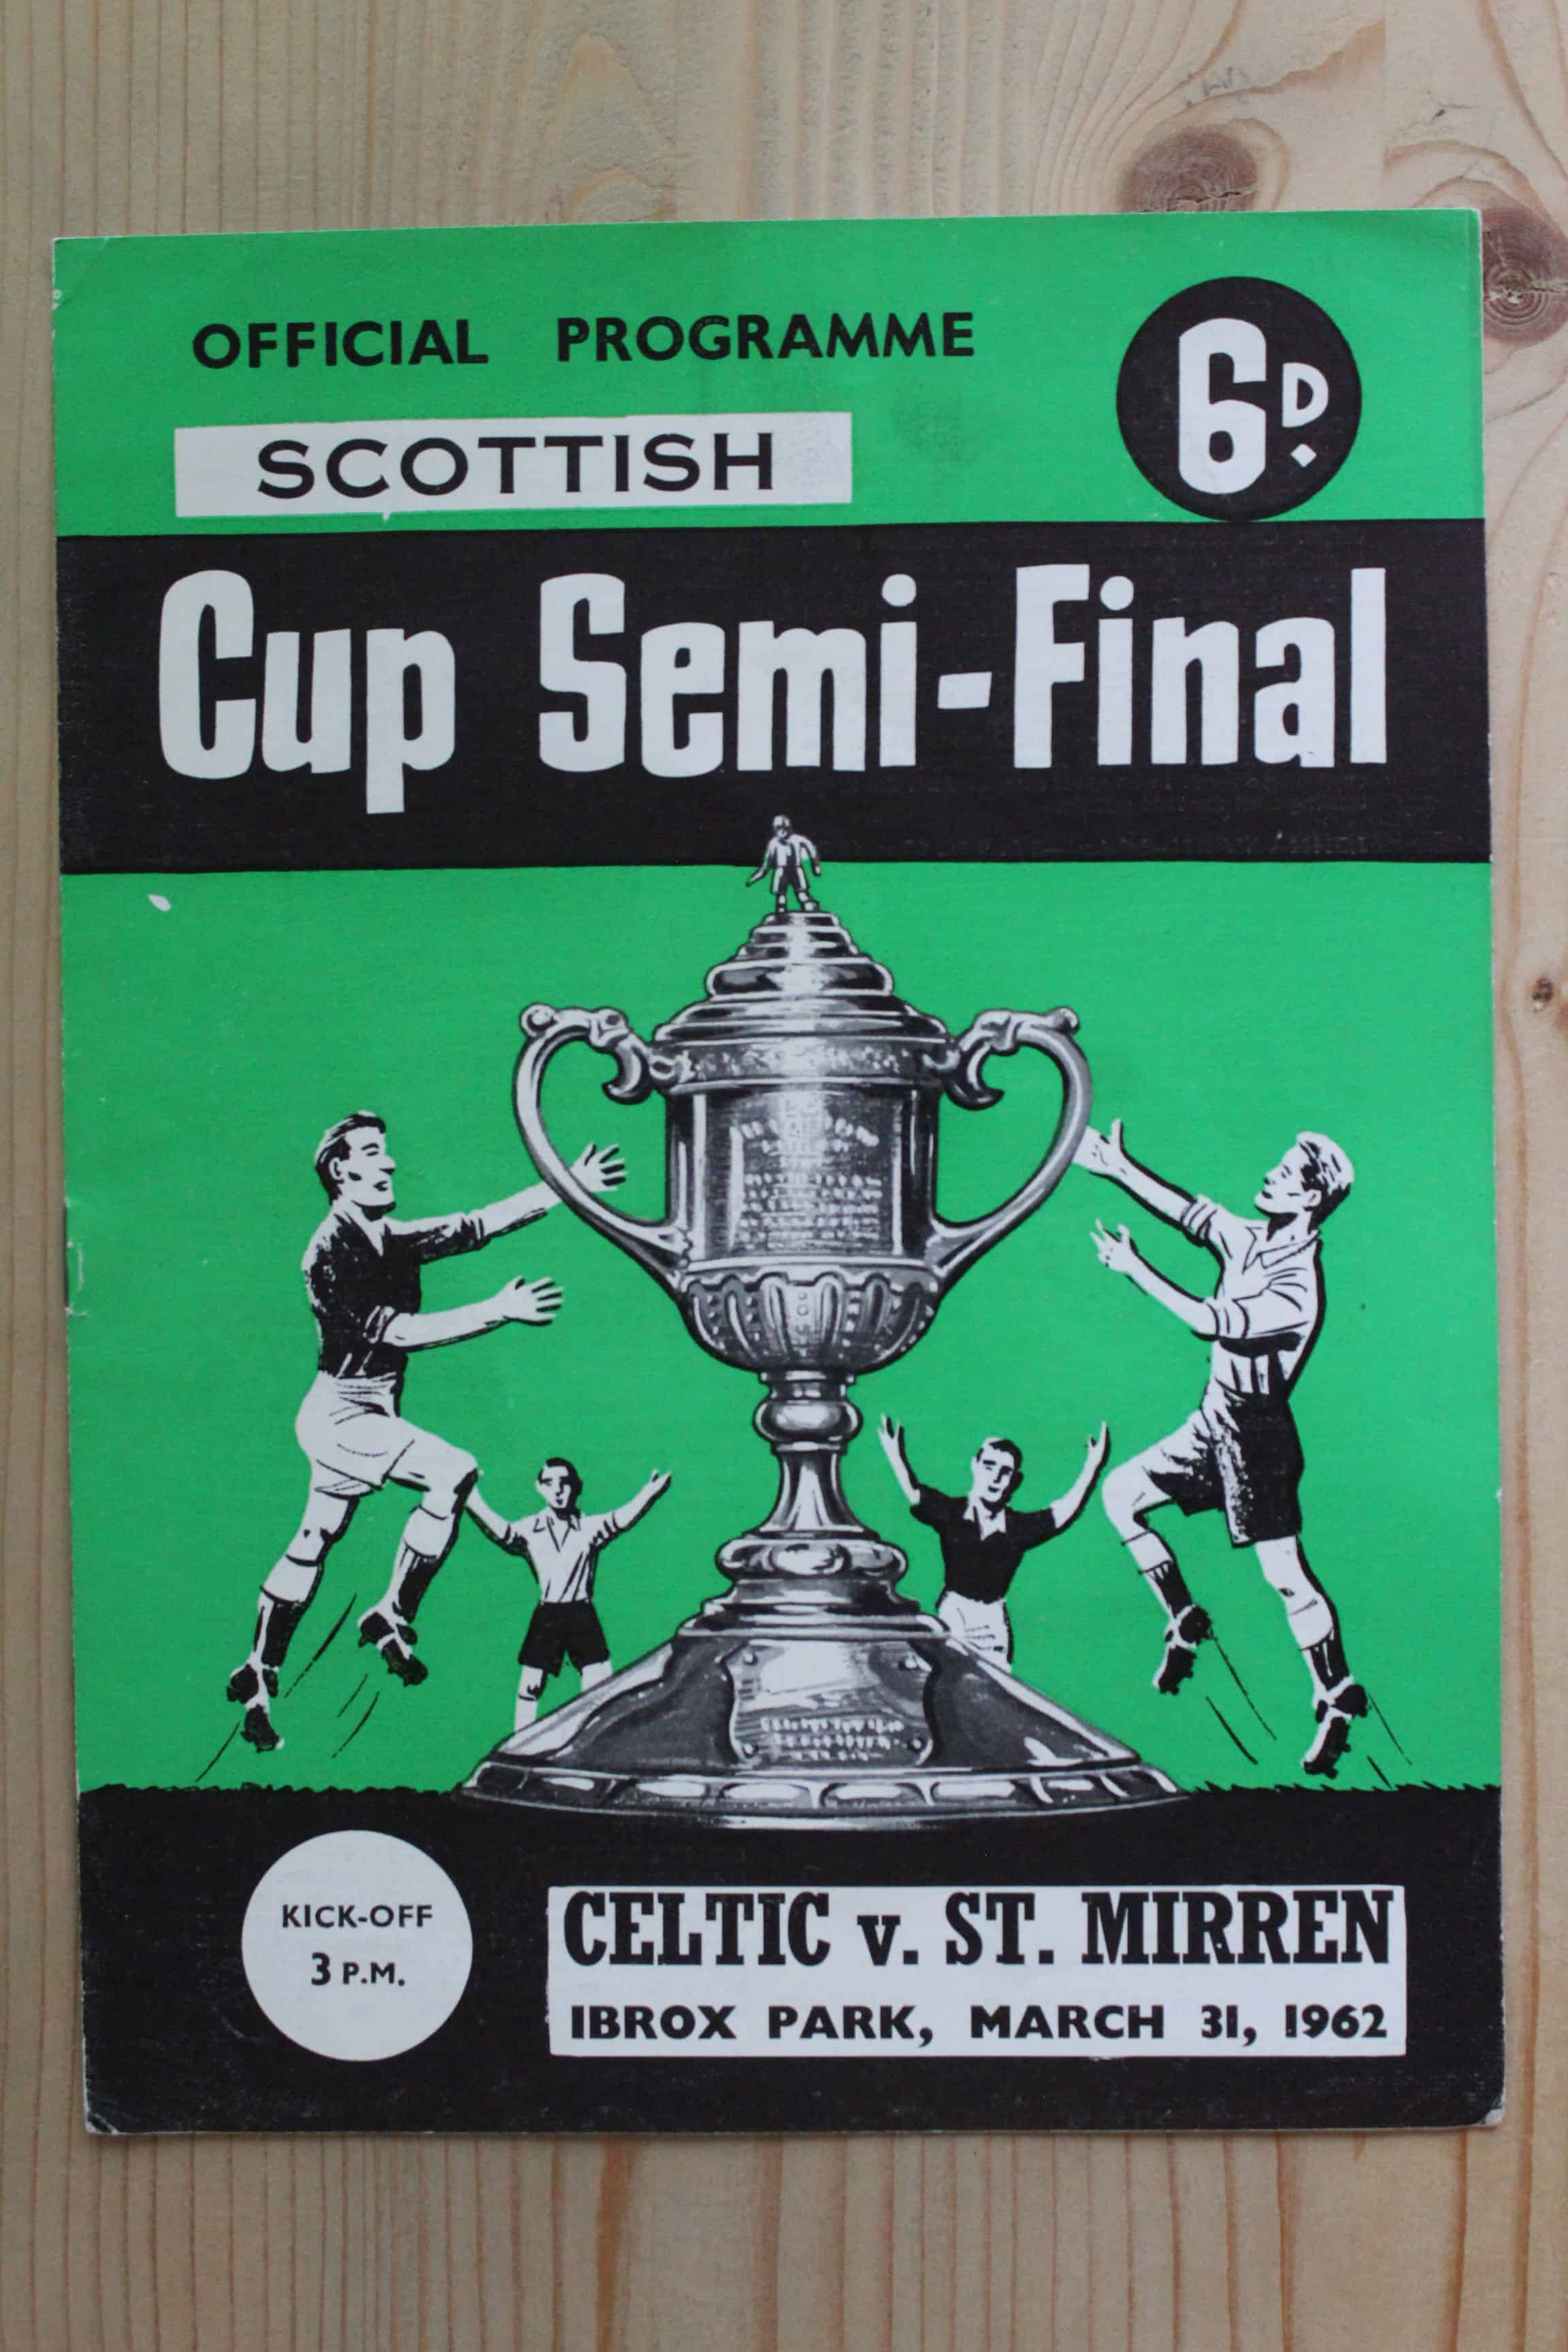 OFFICIAL PROGRAMME
6D.
SCOTTISH
Cup Semi-Final
KICK-OFF
3 P.M.
CELTIC v. ST. MIRREN
IBROX PARK, MARCH 31, 1962